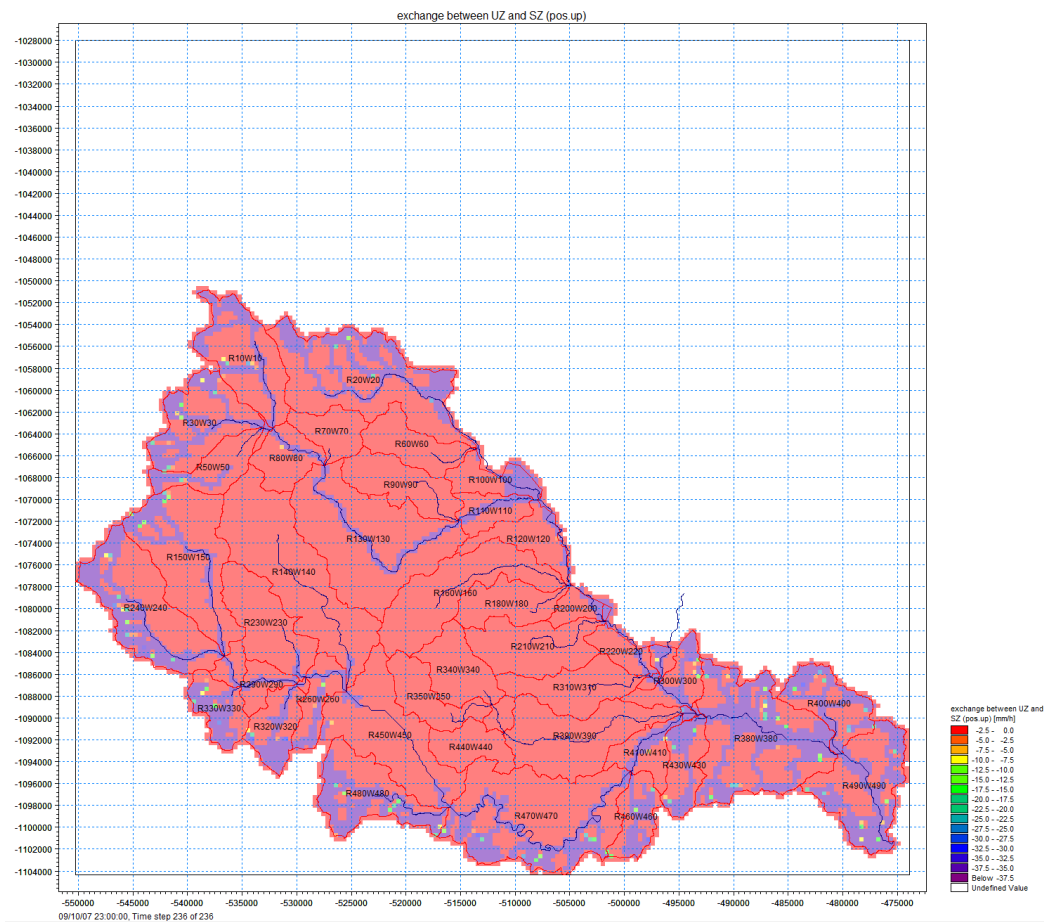 exchange between UZ and SZ (pos.up)
-1028000
-1030000
-1032000
-1034000
-1036000
-1038000
-1040000
-1042000
-1044000
-1046000
-1048000
-1050000
-1052000
-1054000
-1056000
-1058000
-1060000
-1062000
-1064000
-1066000
-1068000
-1070000
-1072000
-1074000
-1076000
-1078000
-1080000
-1082000
-1084000
-1086000
-1088000
-1090000
-1092000
-1094000
-1096000
-1098000
-1100000
-1102000
-1104000
R10W10
R20W20
R30W30
R70W70
R60W60
R80W80
R50W50
R90W90
R100W100
R110W110
R130W130
R120W120
R150W150
R140W140
R160W160
R180W180
R240W240
R200W200
R230W230
R210W210
R220W220
R340W340
R300W300
R290W290
R310W310
R260W260
R350W350
R330W330
R400W400
R320W320
R450W450
R390W390
R380W380
R440W440
R410W410
R430W430
R490W490
R480W480
R470W470
R460W460
-550000 -545000 -540000 -535000 -530000 -525000 -520000 -515000 -510000 -505000 -500000 -495000 -490000 -485000 -480000 -475000
09/10/07 23:00:00, Time step 236 of 236
exchange between UZ and
SZ (pos.up) [mm/h]
-2.5 - 0.0
-5.0 - -2.5
-7.5 - -5.0
-10.0 - -7.5
-12.5 - -10.0
-15.0 - -12.5
-17.5 - -15.0
-20.0 - -17.5
-22.5 - -20.0
-25.0 - -22.5
-27.5 - -25.0
-30.0 - -27.5
-32.5 - -30.0
-35.0 - -32.5
-37.5 - -35.0
Below -37.5
Undefined Value